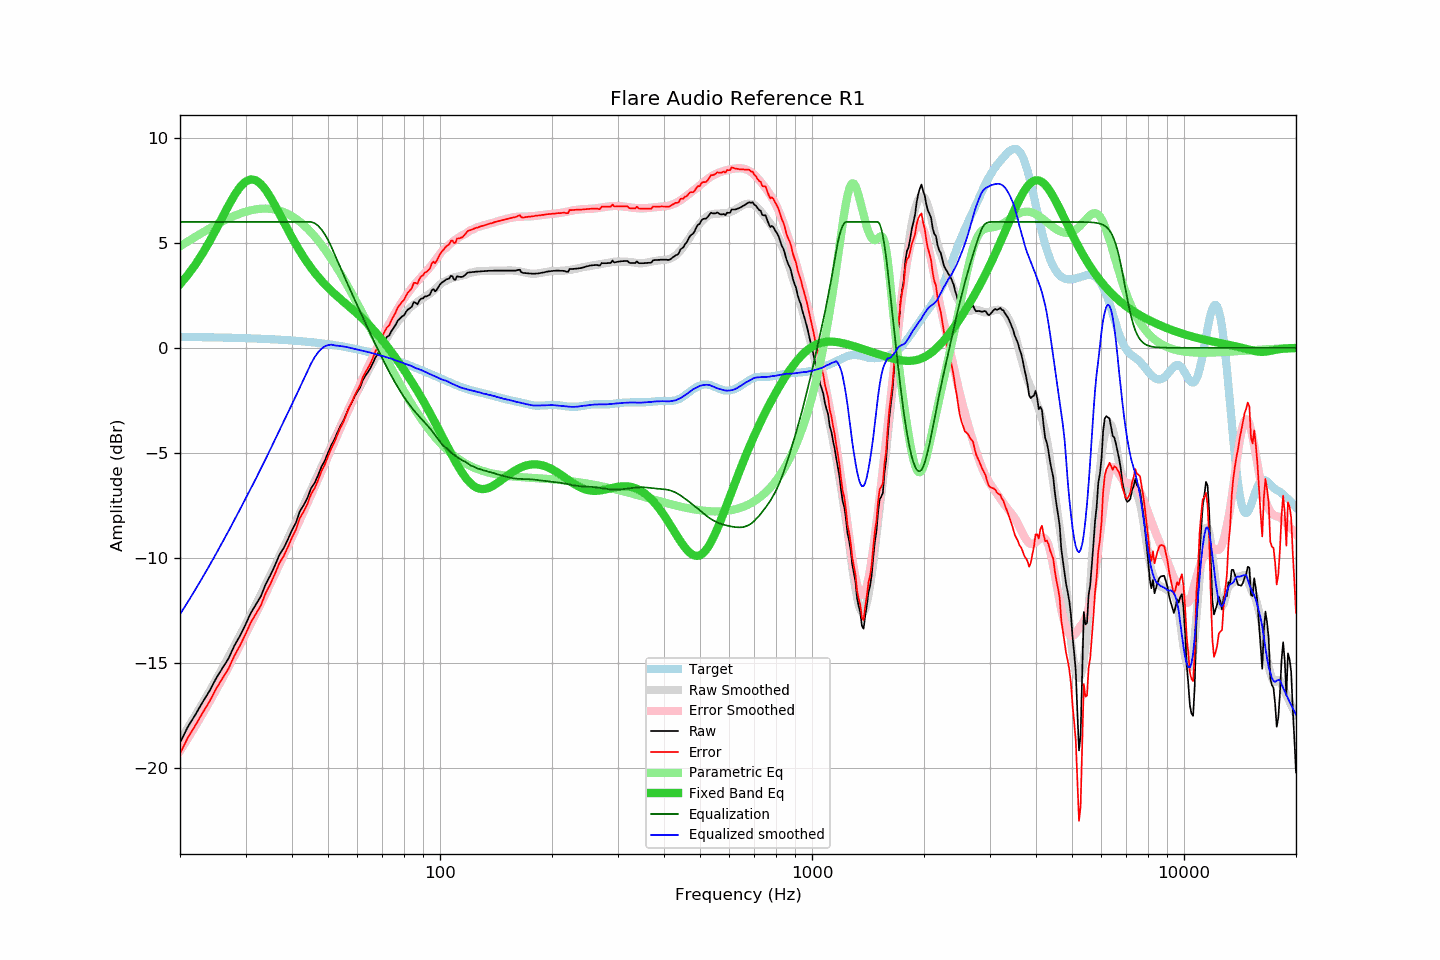 Flare Audio Reference R1
10
5
0
−5
−10
−15
−20
Amplitude (dBr)
Target
Raw Smoothed
Error Smoothed
Raw
Error
Parametric Eq
Fixed Band Eq
Equalization
Equalized smoothed
100
1000
10000
Frequency (Hz)